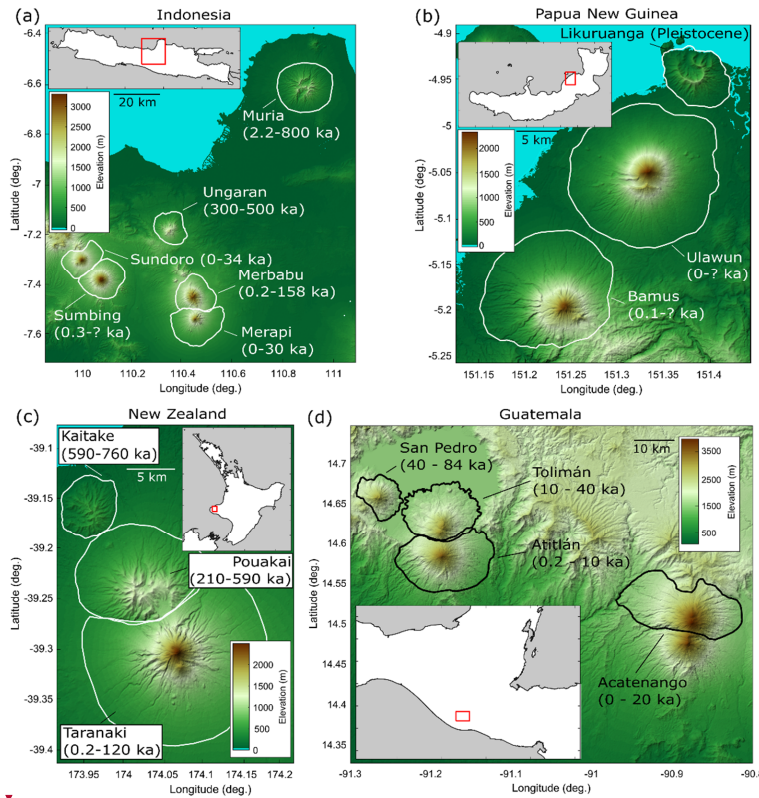 (a) Indonesia
-6.4
-6.6
-6.8
-7
-7.2
-7.4
-7.6
Latitude (deg.)
20 km
3000
2500
2000
1500
1000
500
0
Elevation (m)
Muria
(2.2-800 ka)
Ungaran
(300-500 ka)
Sundoro (0-34 ka)
Merbabu
(0.2-158 ka)
Sumbing
(0.3-? ka)
Merapi
(0-30 ka)
110 110.2 110.4 110.6 110.8 111
Longitude (deg.)
(b) Papua New Guinea
Likuruanga (Pleistocene)
-4.9
-4.95
-5
-5.05
-5.1
-5.15
-5.2
-5.25
Latitude (deg.)
5 km
2000
1500
1000
500
0
Elevation (m)
Ulawun
(0-? ka)
Bamus
(0.1-? ka)
151.15 151.2 151.25 151.3 151.35 151.4
Longitude (deg.)
(c) New Zealand
Kaitake
(590-760 ka)
-39.1
-39.15
-39.2
-39.25
-39.3
-39.35
-39.4
Latitude (deg.)
5 km
Pouakai
(210-590 ka)
2000
1500
1000
500
0
Elevation (m)
Taranaki
(0.2-120 ka)
173.95 174 174.05 174.1 174.15 174.2
Longitude (deg.)
(d) Guatemala
14.7
14.65
14.6
14.55
14.5
14.45
14.4
14.35
Latitude (deg.)
San Pedro
(40 - 84 ka)
Tolimán
(10 - 40 ka)
Atitlán
(0.2 - 10 ka)
10 km
3500
2500
1500
500
Elevation (m)
Acatenango
(0 - 20 ka)
-91.3 -91.2 -91.1 -91 -90.9 -90.8
Longitude (deg.)